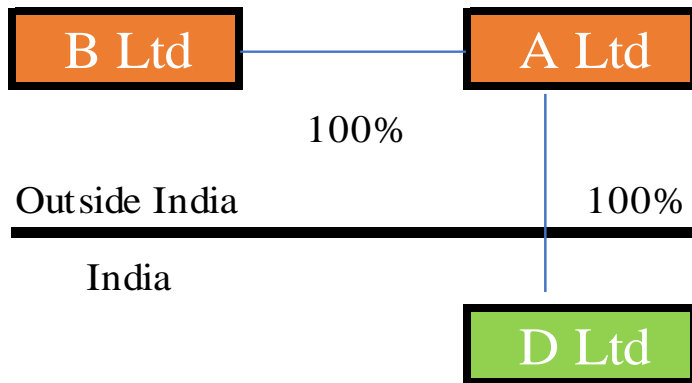 B Ltd A Ltd
100%
Outside India 100%
India
D Ltd